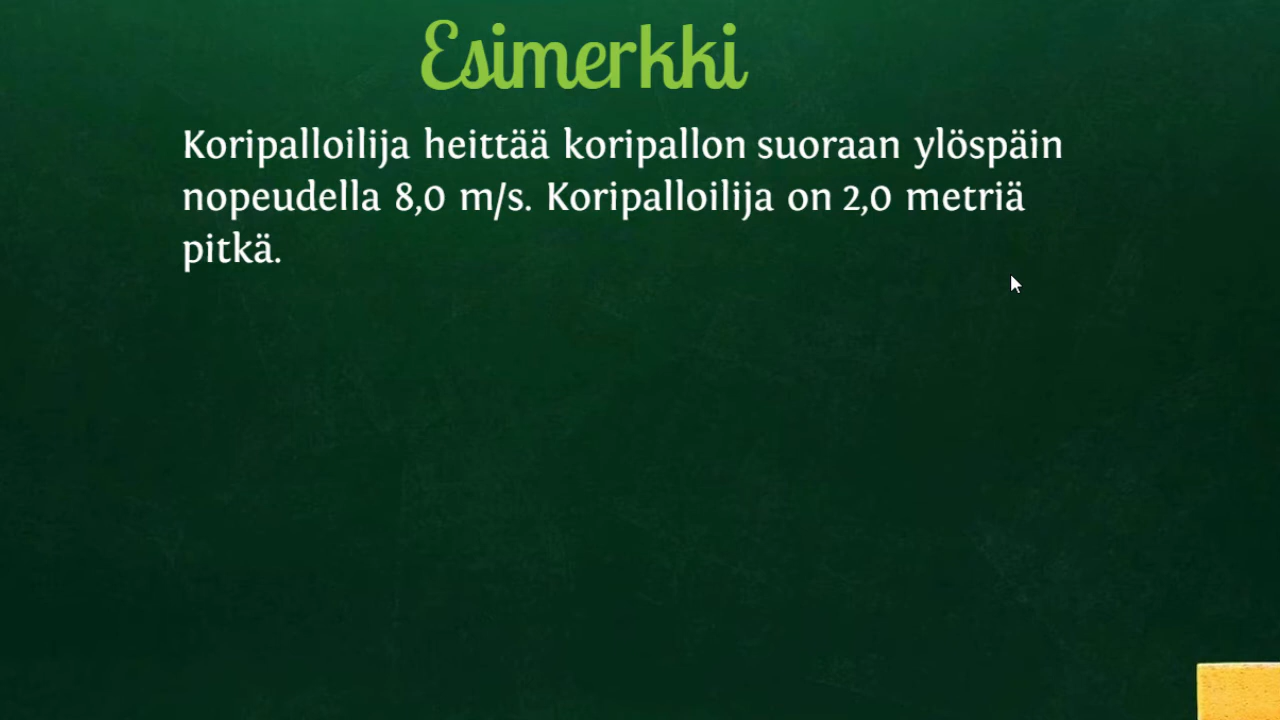 Esimerkki
Koripalloilija heittää koripallon suoraan ylöspäin
nopeudella 8,0 m/s. Koripalloilija on 2,0 metriä
pitkä.